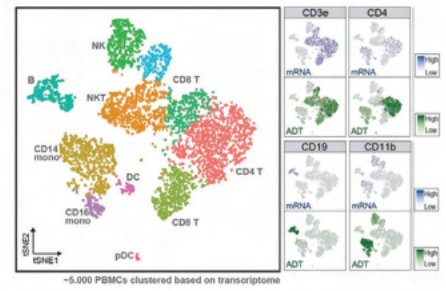 NK
CD8 T
B
NKT
CD14
mono
DC
CD4 T
CD16
mono
CD8 T
pDC
tSNE2
tSNE1
~5.000 PBMCs clustered based on transcriptome
CD3e CD4
mRNA mRNA
High
Low
ADT ADT
High
Low
CD19 CD11b
mRNA mRNA
High
Low
ADT ADT
High
Low